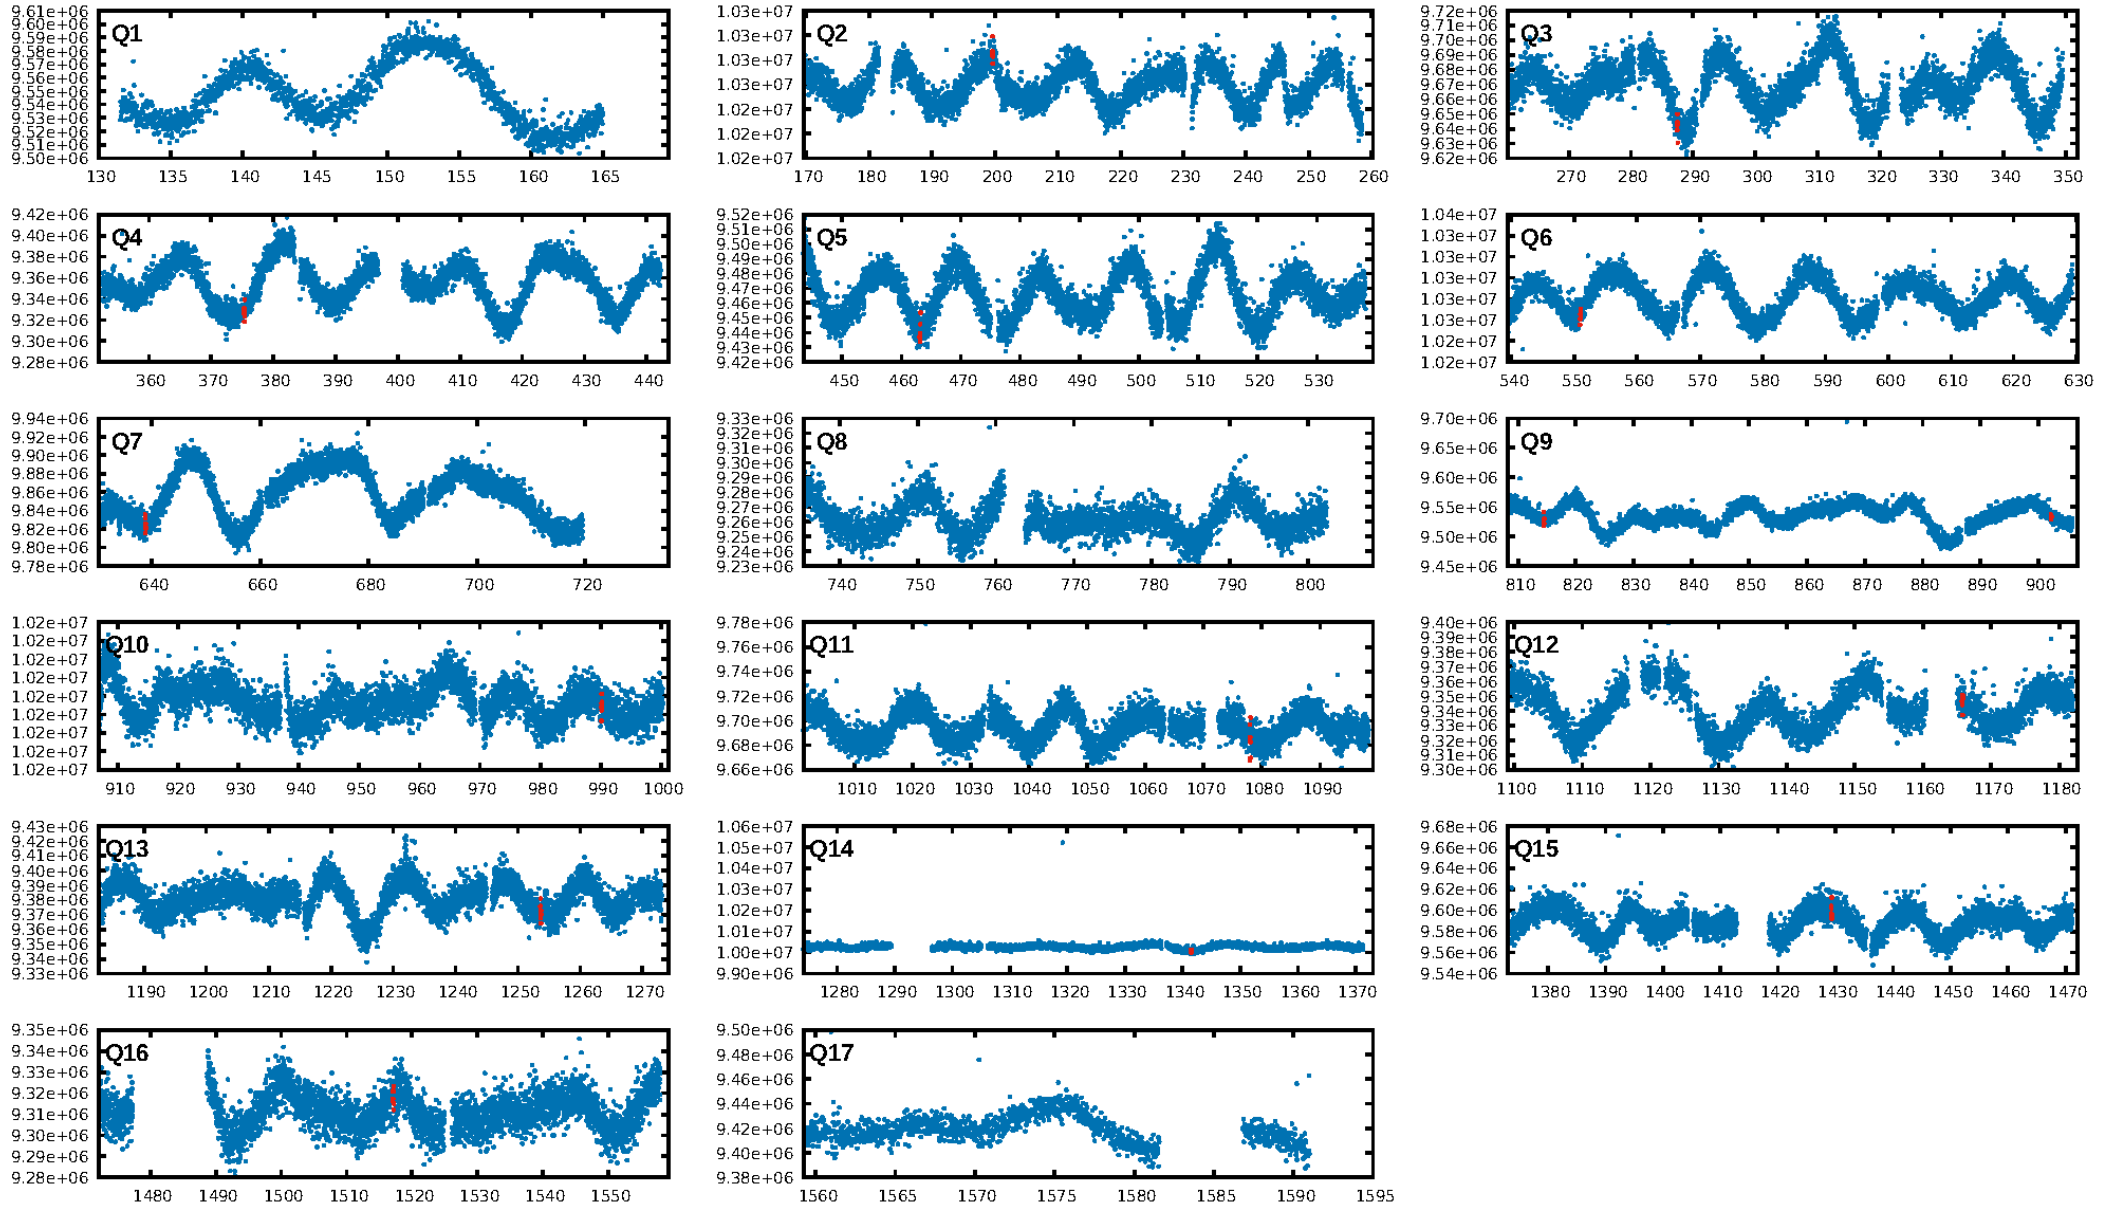 9.61e+06
9.60e+06
9.59e+06
9.58e+06
9.57e+06
9.56e+06
9.55e+06
9.54e+06
9.53e+06
9.52e+06
9.51e+06
9.50e+06
Q1
130 135 140 145 150 155 160 165
1.03e+07
1.03e+07
1.03e+07
1.03e+07
1.02e+07
1.02e+07
1.02e+07
Q2
170 180 190 200 210 220 230 240 250 260
9.72e+06
9.71e+06
9.70e+06
9.69e+06
9.68e+06
9.67e+06
9.66e+06
9.65e+06
9.64e+06
9.63e+06
9.62e+06
Q3
270 280 290 300 310 320 330 340 350
9.42e+06
9.40e+06
9.38e+06
9.36e+06
9.34e+06
9.32e+06
9.30e+06
9.28e+06
Q4
360 370 380 390 400 410 420 430 440
9.52e+06
9.51e+06
9.50e+06
9.49e+06
9.48e+06
9.47e+06
9.46e+06
9.45e+06
9.44e+06
9.43e+06
9.42e+06
Q5
450 460 470 480 490 500 510 520 530
1.04e+07
1.03e+07
1.03e+07
1.03e+07
1.03e+07
1.03e+07
1.02e+07
1.02e+07
Q6
540 550 560 570 580 590 600 610 620 630
9.94e+06
9.92e+06
9.90e+06
9.88e+06
9.86e+06
9.84e+06
9.82e+06
9.80e+06
9.78e+06
Q7
640 660 680 700 720
9.33e+06
9.32e+06
9.31e+06
9.30e+06
9.29e+06
9.28e+06
9.27e+06
9.26e+06
9.25e+06
9.24e+06
9.23e+06
Q8
740 750 760 770 780 790 800
9.70e+06
9.65e+06
9.60e+06
9.55e+06
9.50e+06
9.45e+06
Q9
810 820 830 840 850 860 870 880 890 900
1.02e+07
1.02e+07
1.02e+07
1.02e+07
1.02e+07
1.02e+07
1.02e+07
1.02e+07
1.02e+07
Q10
910 920 930 940 950 960 970 980 990 1000
9.78e+06
9.76e+06
9.74e+06
9.72e+06
9.70e+06
9.68e+06
9.66e+06
Q11
1010 1020 1030 1040 1050 1060 1070 1080 1090
9.40e+06
9.39e+06
9.38e+06
9.37e+06
9.36e+06
9.35e+06
9.34e+06
9.33e+06
9.32e+06
9.31e+06
9.30e+06
Q12
1100 1110 1120 1130 1140 1150 1160 1170 1180
9.43e+06
9.42e+06
9.41e+06
9.40e+06
9.39e+06
9.38e+06
9.37e+06
9.36e+06
9.35e+06
9.34e+06
9.33e+06
Q13
1190 1200 1210 1220 1230 1240 1250 1260 1270
1.06e+07
1.05e+07
1.04e+07
1.03e+07
1.02e+07
1.01e+07
1.00e+07
9.90e+06
Q14
1280 1290 1300 1310 1320 1330 1340 1350 1360 1370
9.68e+06
9.66e+06
9.64e+06
9.62e+06
9.60e+06
9.58e+06
9.56e+06
9.54e+06
Q15
1380 1390 1400 1410 1420 1430 1440 1450 1460 1470
9.35e+06
9.34e+06
9.33e+06
9.32e+06
9.31e+06
9.30e+06
9.29e+06
9.28e+06
Q16
1480 1490 1500 1510 1520 1530 1540 1550
9.50e+06
9.48e+06
9.46e+06
9.44e+06
9.42e+06
9.40e+06
9.38e+06
Q17
1560 1565 1570 1575 1580 1585 1590 1595